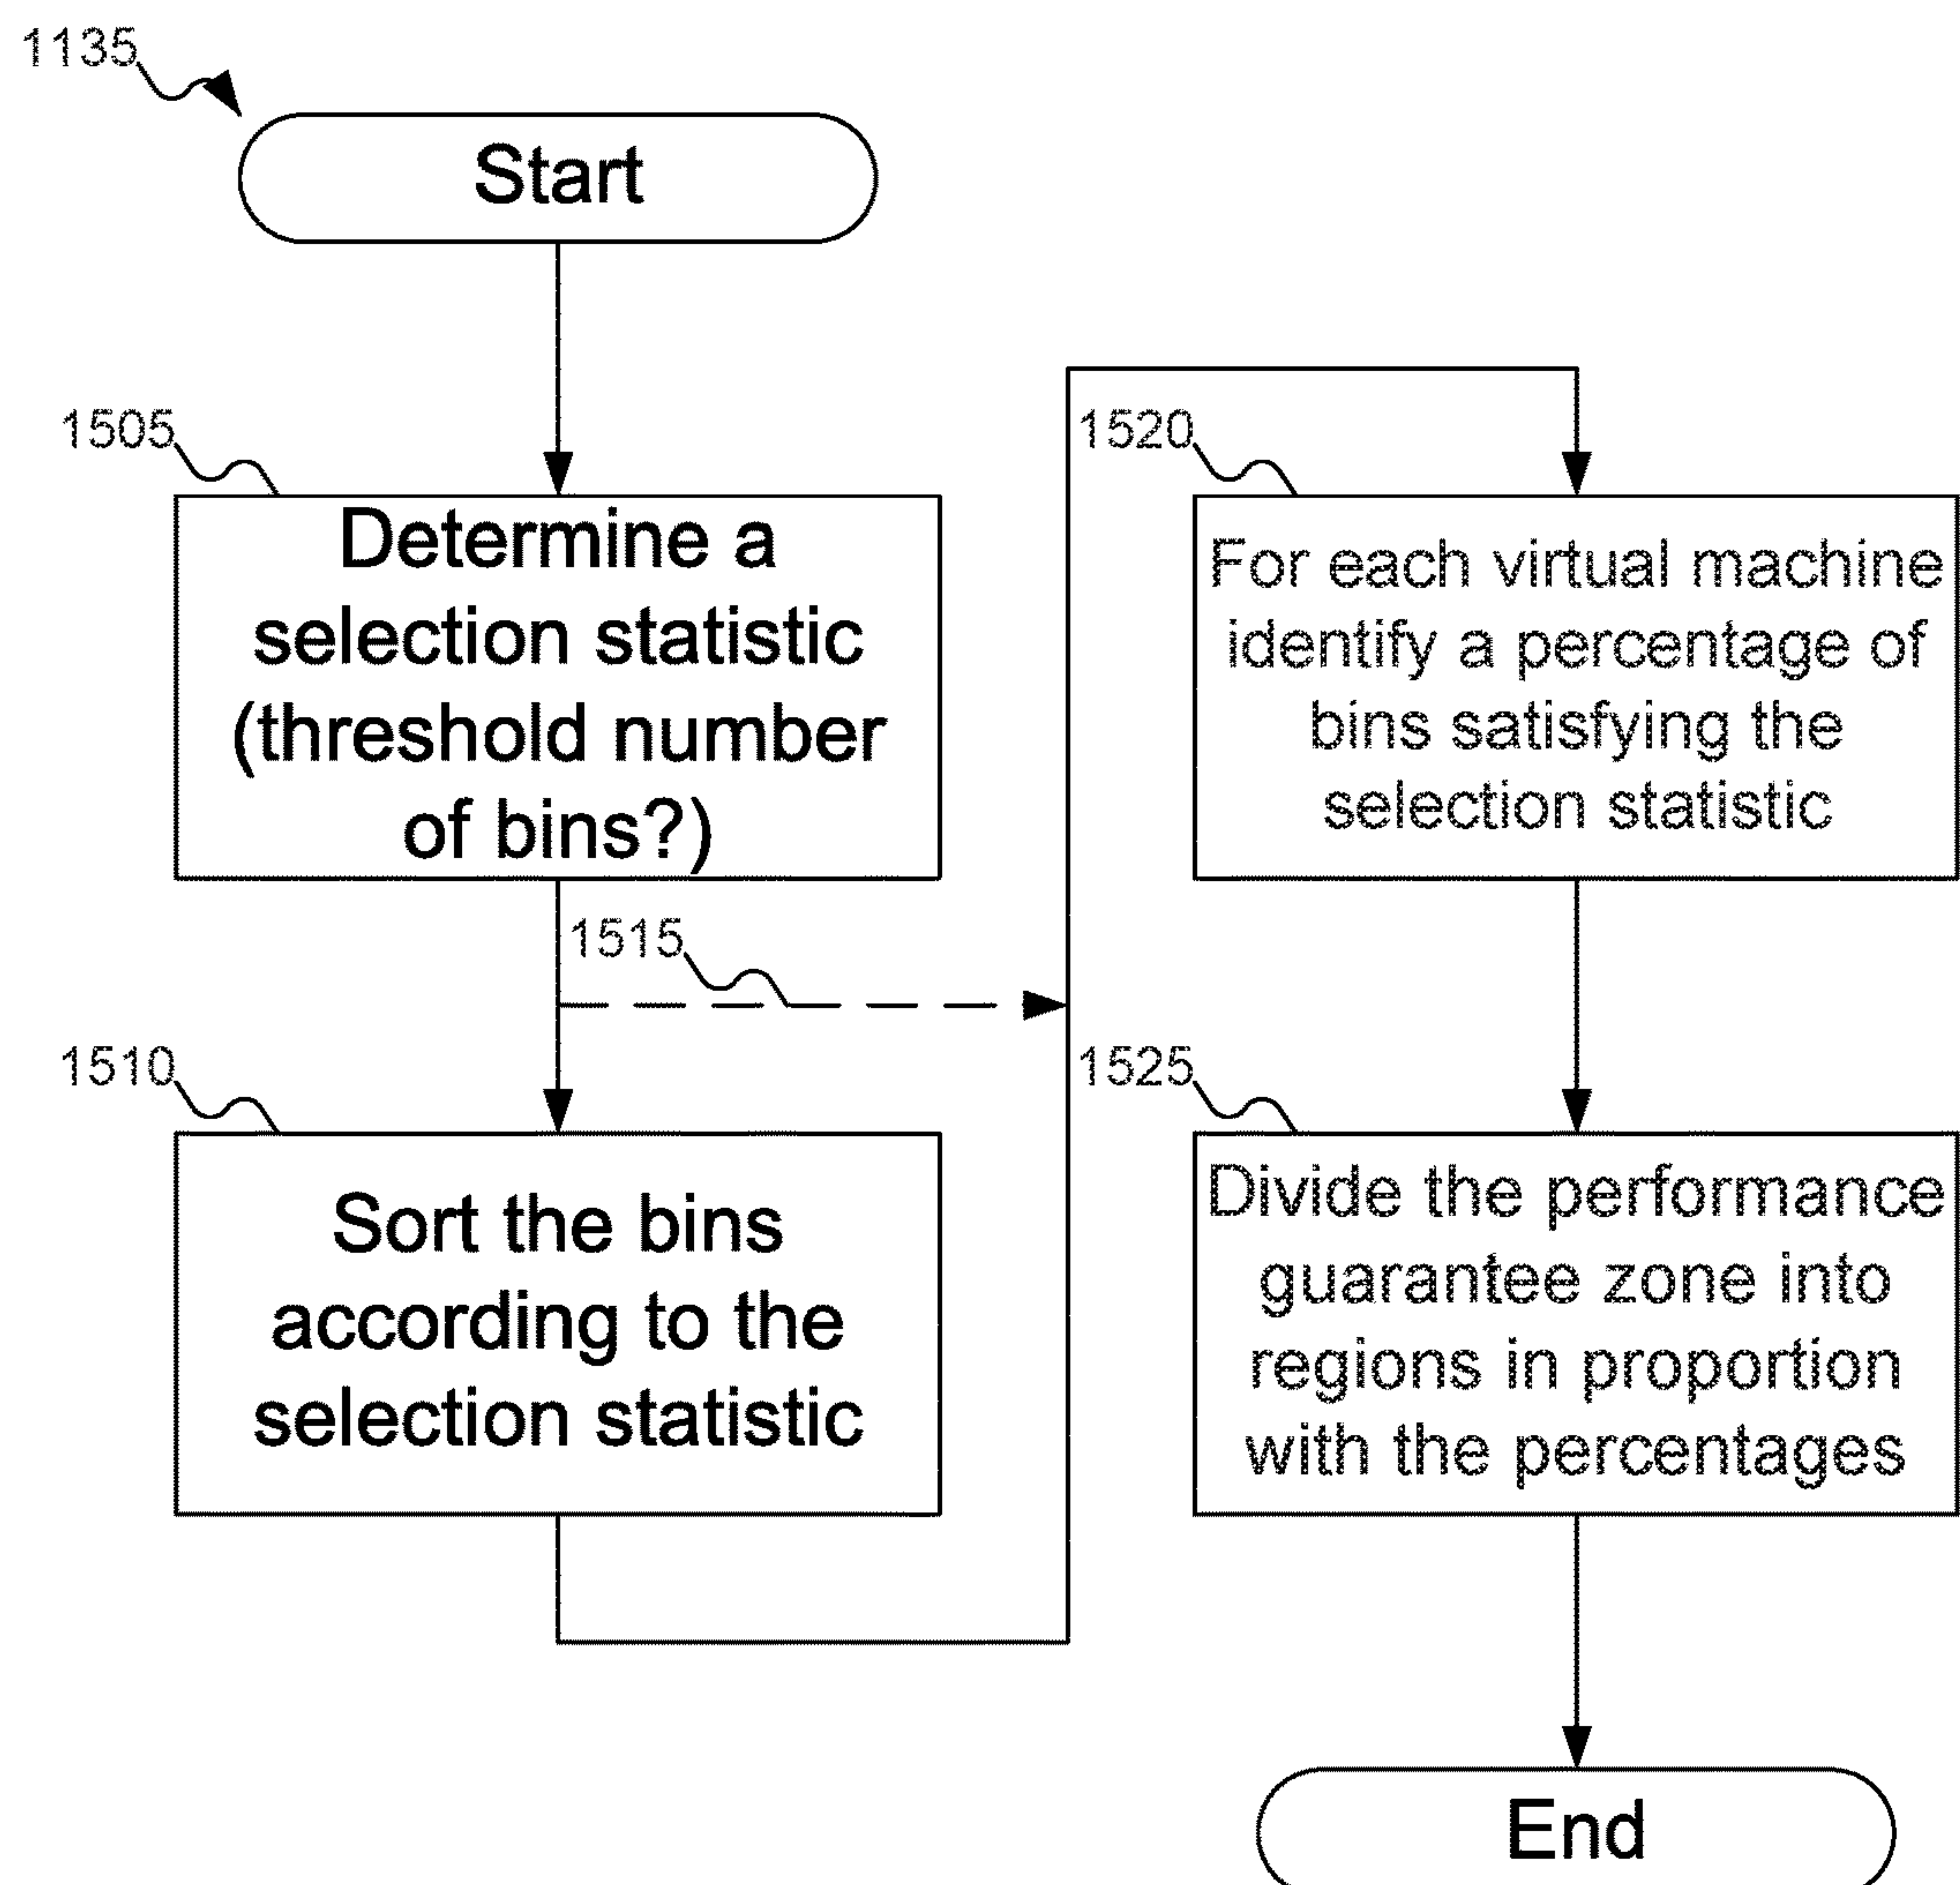 1135
Start
1505
Determine a
selection statistic
(threshold number
of bins?)
1515
1510
Sort the bins
according to the
selection statistic
1520
For each virtual machine
identify a percentage of
bins satisfying the
selection statistic
1525
Divide the performance
guarantee zone into
regions in proportion
with the percentages
End